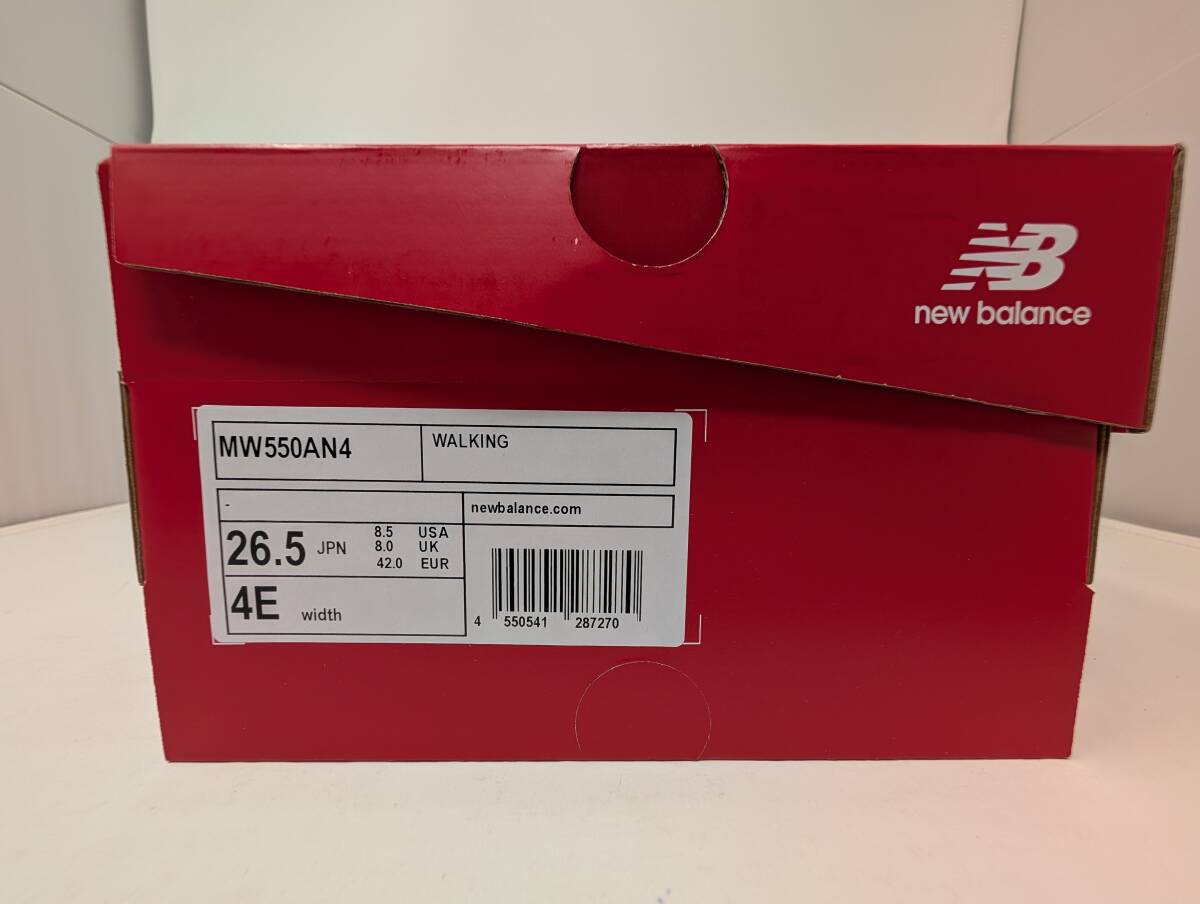 NB
new balance
MW550AN4
WALKING
-
newbalance.com
26.5 JPN
8.5 USA
8.0 UK
42.0 EUR
4E width
4 550541 287270